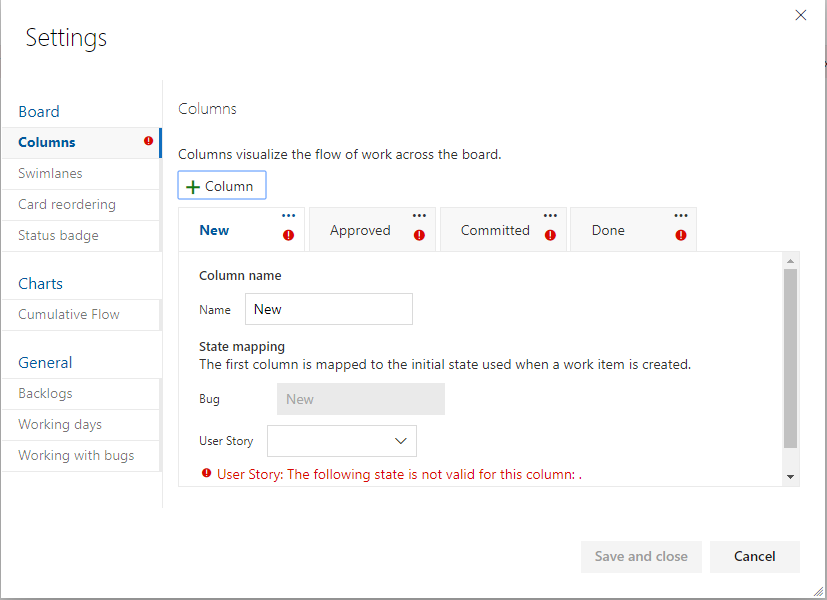 Settings
Board
Columns
Swimlanes
Card reordering
Status badge
Charts
Cumulative Flow
General
Backlogs
Working days
Working with bugs
Columns
Columns visualize the flow of work across the board.
Column
New Approved Committed Done
Column name
Name New
State mapping
The first column is mapped to the initial state used when a work item is created.
Bug New
User Story
User Story: The following state is not valid for this column: .
Save and close Cancel